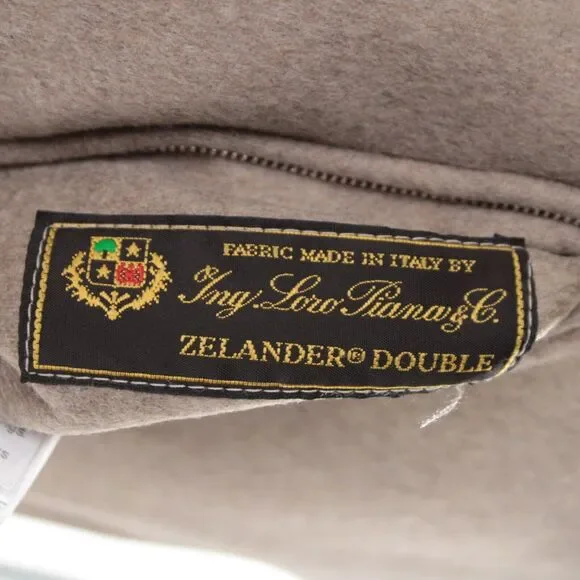 FABRIC MADE IN ITALY BY
Ing. Loro Piana & C.
ZELANDER® DOUBLE